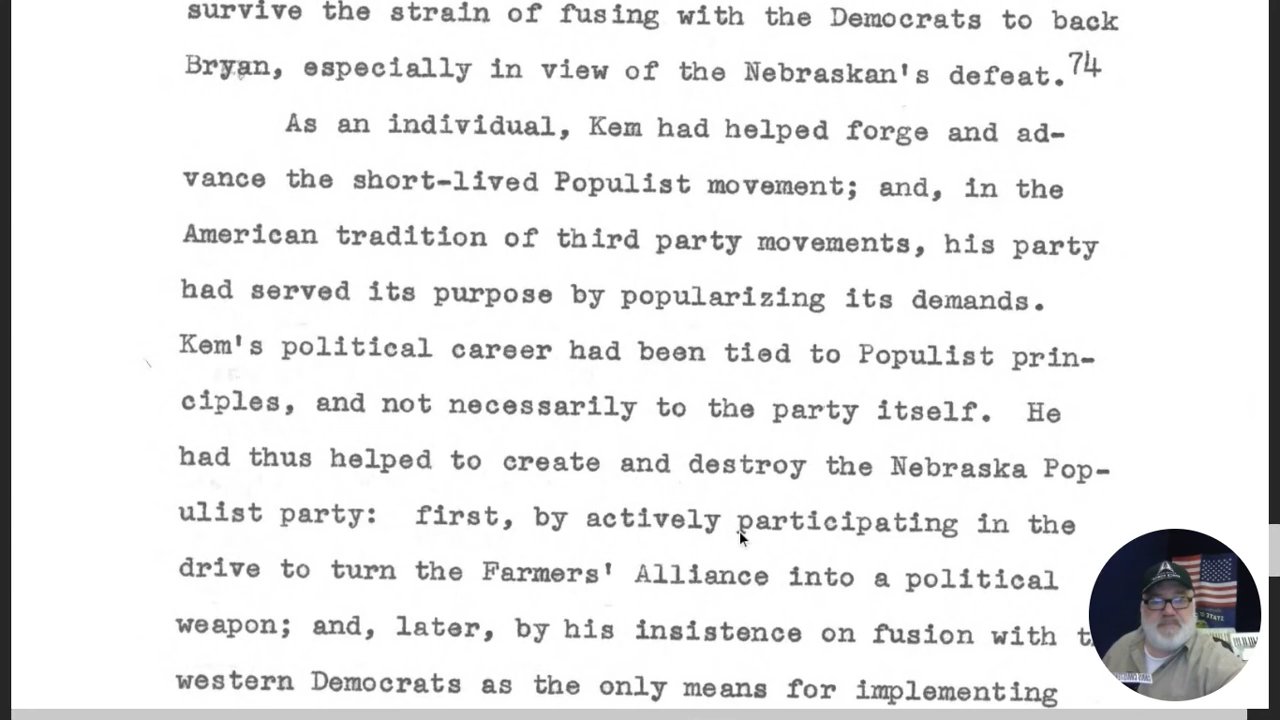 survive the strain of fusing with the Democrats to back
Bryan, especially in view of the Nebraskan's defeat.74
As an individual, Kem had helped forge and ad-
vance the short-lived Populist movement; and, in the
American tradition of third party movements, his party
had served its purpose by popularizing its demands.
Kem's political career had been tied to Populist prin-
ciples, and not necessarily to the party itself. He
had thus helped to create and destroy the Nebraska Pop-
ulist party: first, by actively participating in the
drive to turn the Farmers' Alliance into a political
weapon; and, later, by his insistence on fusion with
western Democrats as the only means for implementing